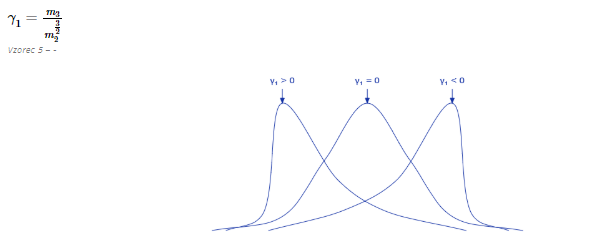 γ₁ = m₃ / m₂^(3/2)
Vzorec 5 – -
γ₁ > 0 γ₁ = 0 γ₁ < 0